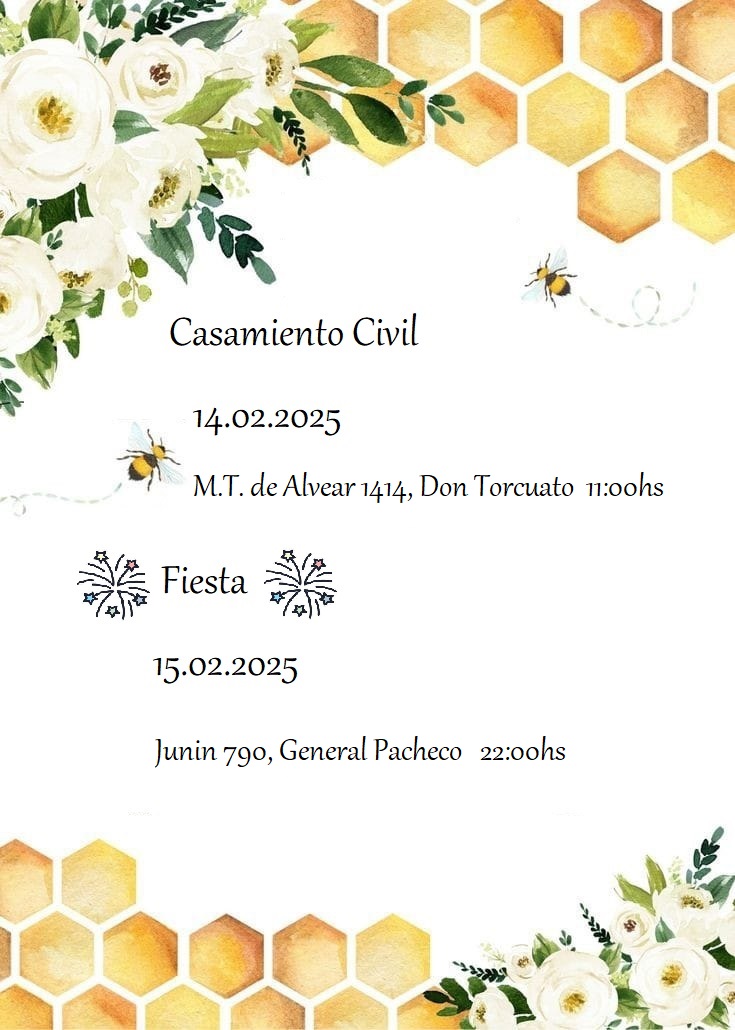 Casamiento Civil
14.02.2025
M.T. de Alvear 1414, Don Torcuato 11:00hs
Fiesta
15.02.2025
Junin 790, General Pacheco 22:00hs